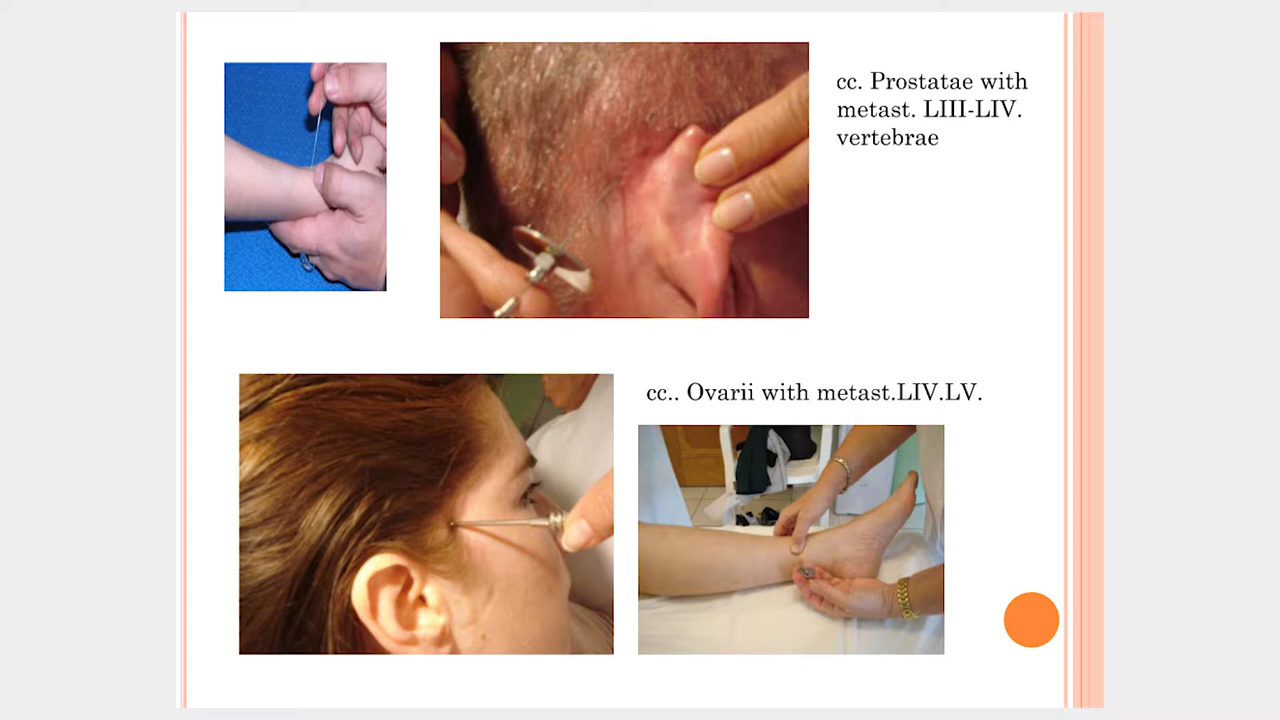 cc. Prostatae with
metast. LIII-LIV.
vertebrae
cc.. Ovarii with metast.LIV.LV.